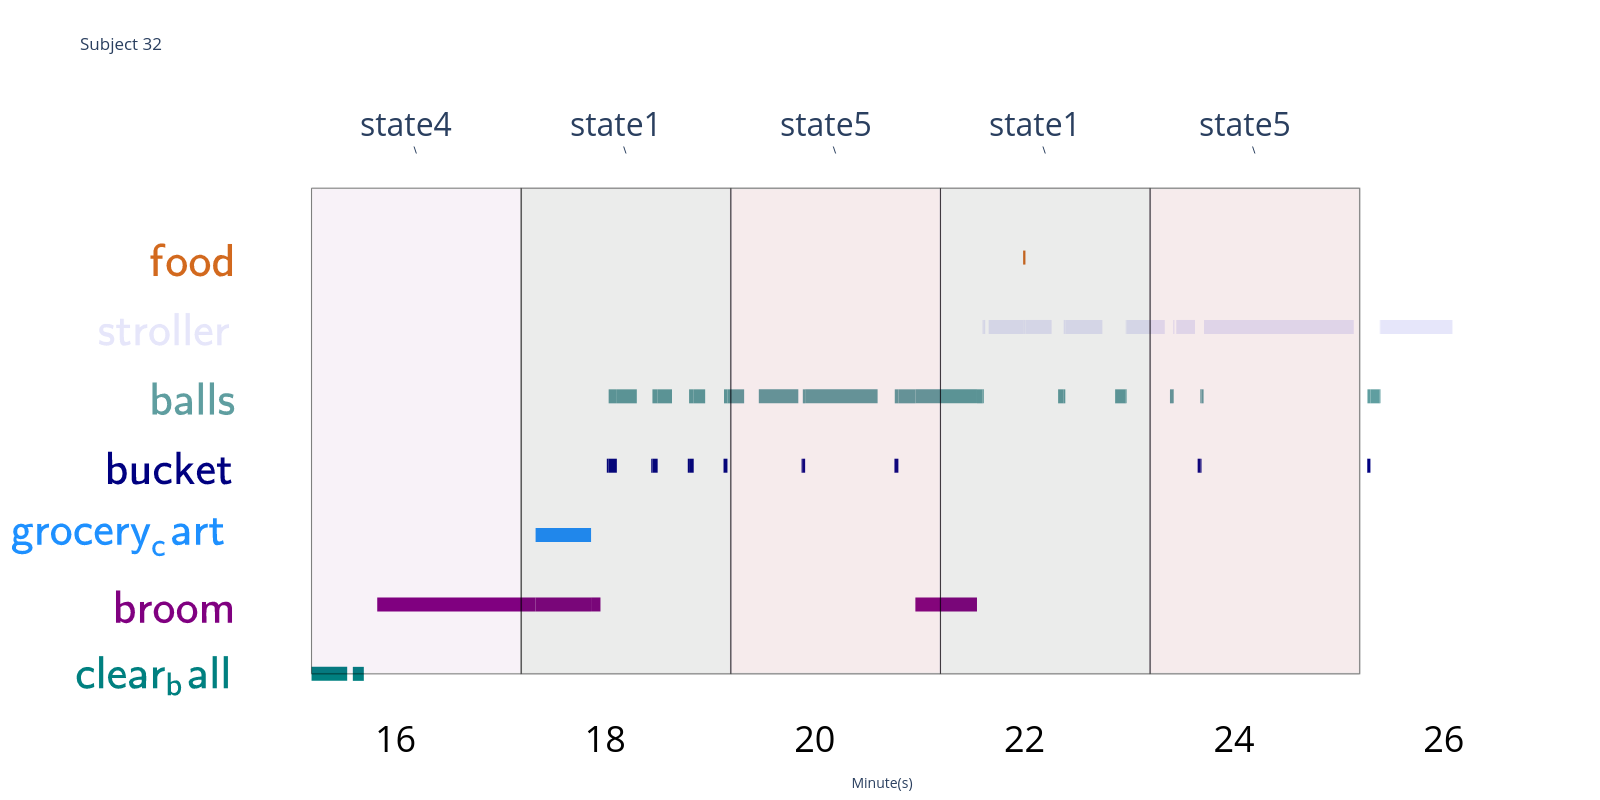 Subject 32
state4 state1 state5 state1 state5
food
stroller
balls
bucket
grocery_cart
broom
clear_ball
16 18 20 22 24 26
Minute(s)